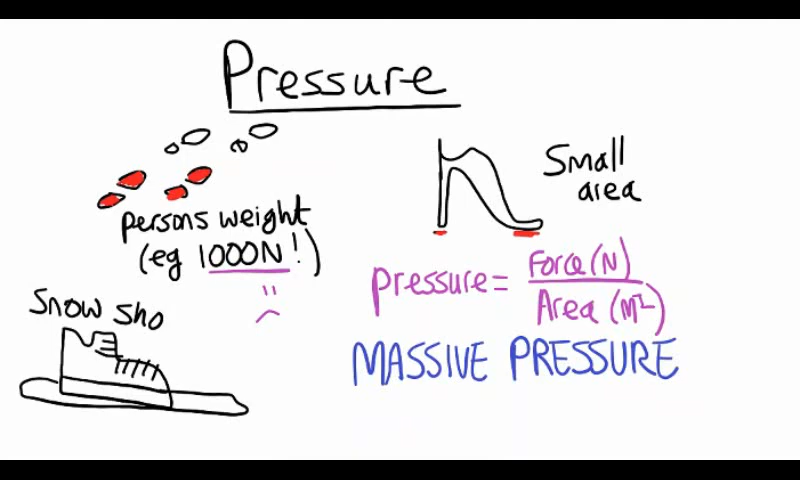 Pressure
Small
area
persons weight
(eg 1000N!)
pressure = Force (N)
Area (M²)
Snow sho
MASSIVE PRESSURE